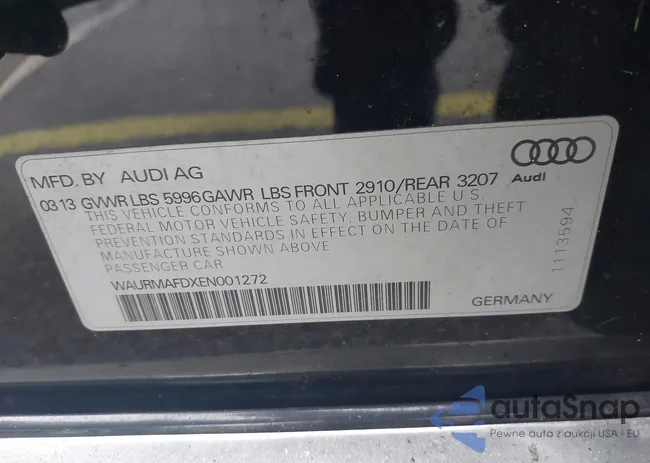 MFD. BY AUDI AG
0313 GVWR LBS 5996 GAWR LBS FRONT 2910/REAR 3207
THIS VEHICLE CONFORMS TO ALL APPLICABLE U.S.
FEDERAL MOTOR VEHICLE SAFETY, BUMPER AND THEFT
PREVENTION STANDARDS IN EFFECT ON THE DATE OF
MANUFACTURE SHOWN ABOVE
PASSENGER CAR
WAURMAFDXEN001272
Audi
1113594
GERMANY
autoSnap
Pewne auta z aukcji USA i EU